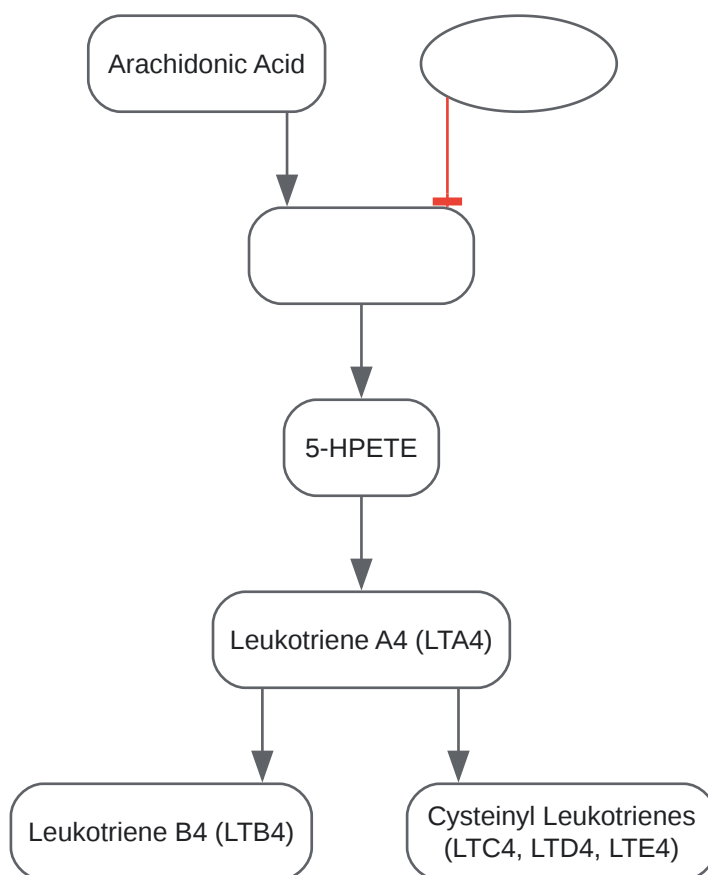 Arachidonic Acid
5-HPETE
Leukotriene A4 (LTA4)
Leukotriene B4 (LTB4)
Cysteinyl Leukotrienes
(LTC4, LTD4, LTE4)